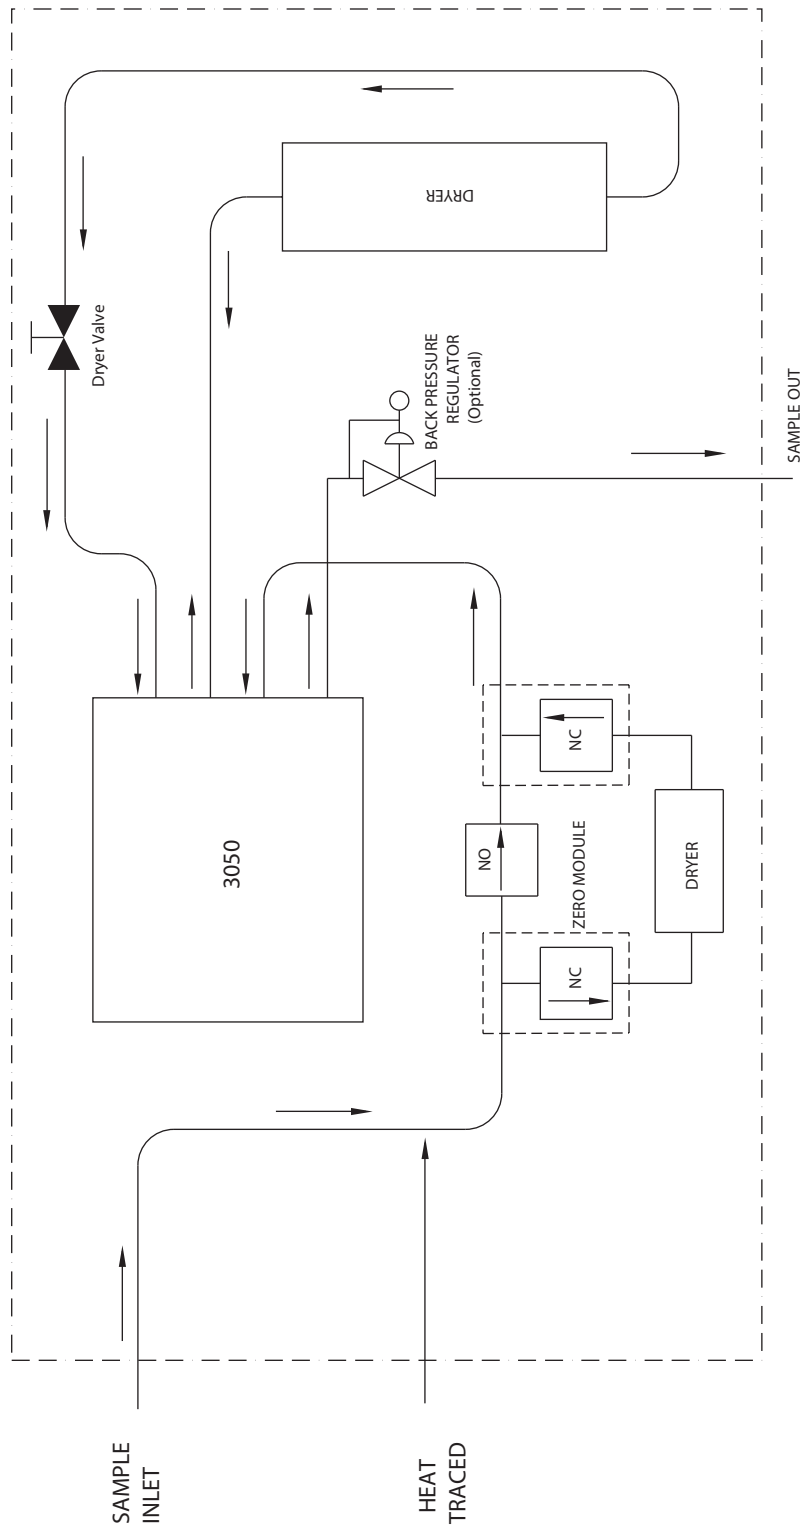 SAMPLE
INLET
HEAT
TRACED
3050
Dryer Valve
DRYER
BACK PRESSURE
REGULATOR
(Optional)
SAMPLE OUT
NO
ZERO MODULE
NC
NC
DRYER